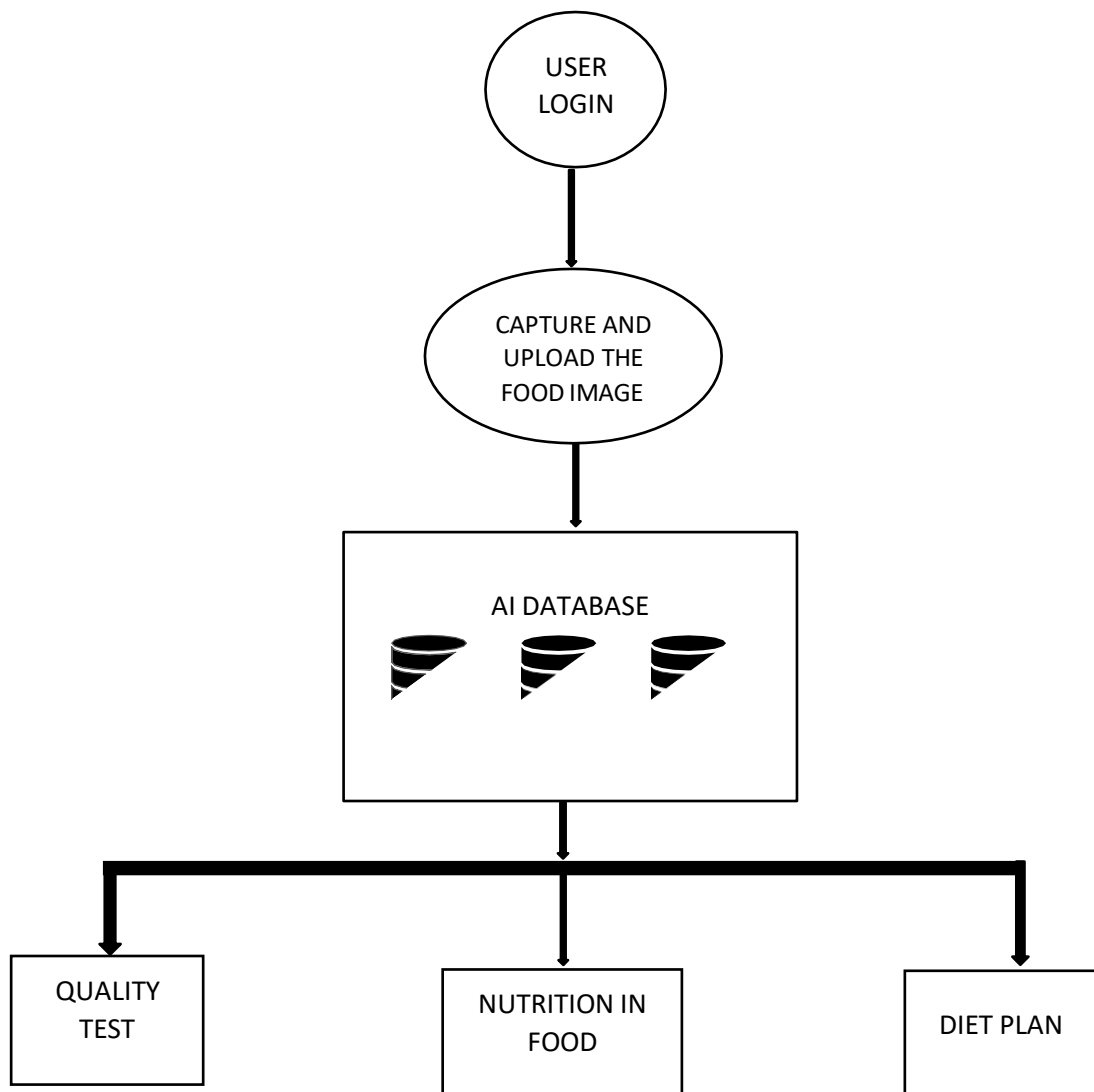 USER
LOGIN
CAPTURE AND
UPLOAD THE
FOOD IMAGE
AI DATABASE
QUALITY
TEST
NUTRITION IN
FOOD
DIET PLAN